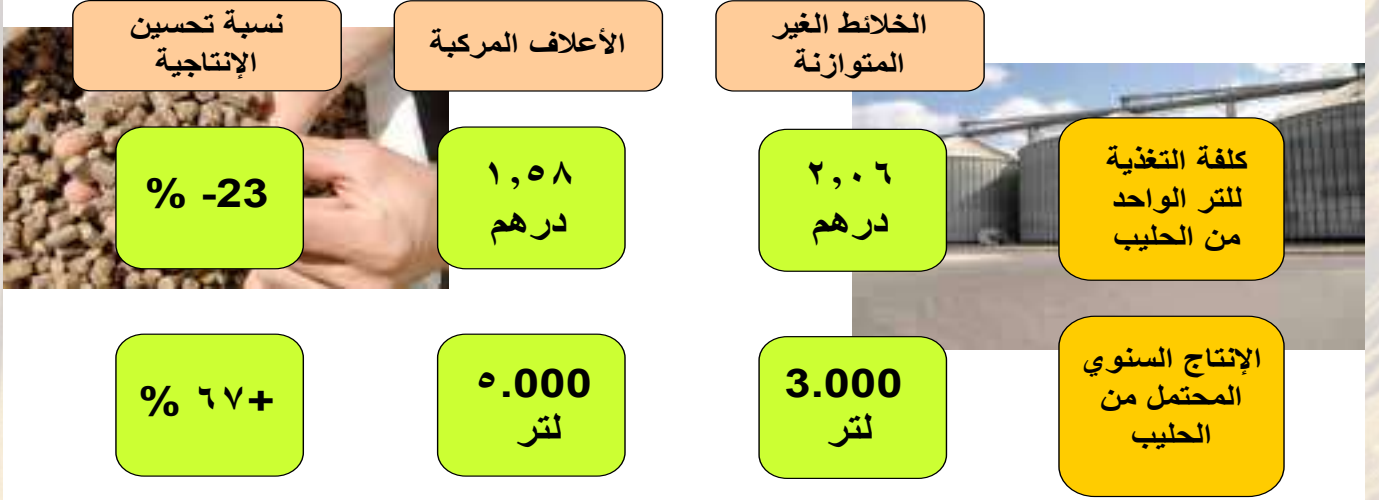 الخلائط الغير
المتوازنة
الأعلاف المركبة
نسبة تحسين
الإنتاجية
كلفة التغذية
للتر الواحد
من الحليب
٢,٠٦
درهم
١,٥٨
درهم
% -23
الإنتاج السنوي
المحتمل من
الحليب
3.000
لتر
٥.000
لتر
% ٦٧+